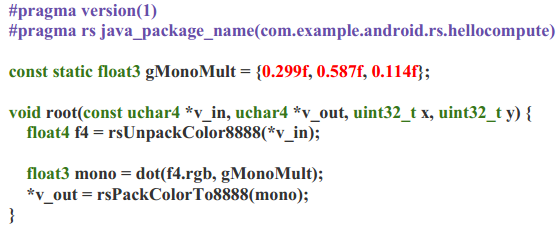 #pragma version(1)
#pragma rs java_package_name(com.example.android.rs.hellocompute)
const static float3 gMonoMult = {0.299f, 0.587f, 0.114f};
void root(const uchar4 *v_in, uchar4 *v_out, uint32_t x, uint32_t y) {
float4 f4 = rsUnpackColor8888(*v_in);
float3 mono = dot(f4.rgb, gMonoMult);
*v_out = rsPackColorTo8888(mono);
}